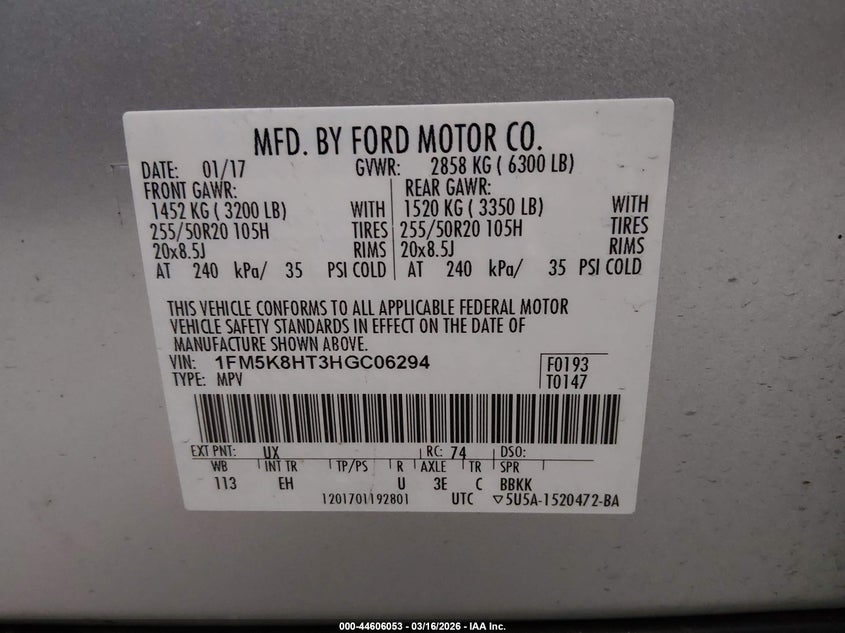 MFD. BY FORD MOTOR CO.
DATE: 01/17 GVWR: 2858 KG ( 6300 LB)
FRONT GAWR: REAR GAWR:
1452 KG ( 3200 LB) WITH 1520 KG ( 3350 LB) WITH
255/50R20 105H TIRES 255/50R20 105H TIRES
20x8.5J RIMS 20x8.5J RIMS
AT 240 kPa/ 35 PSI COLD AT 240 kPa/ 35 PSI COLD
THIS VEHICLE CONFORMS TO ALL APPLICABLE FEDERAL MOTOR
VEHICLE SAFETY STANDARDS IN EFFECT ON THE DATE OF
MANUFACTURE SHOWN ABOVE.
VIN: 1FM5K8HT3HGC06294 F0193
TYPE: MPV T0147
EXT PNT: UX RC: 74 DSO:
WB INT TR TP/PS R AXLE TR SPR
113 EH U 3E C BBKK
1201701192801 UTC ▽5U5A-1520472-BA
000-44606053 - 03/16/2026 - IAA Inc.